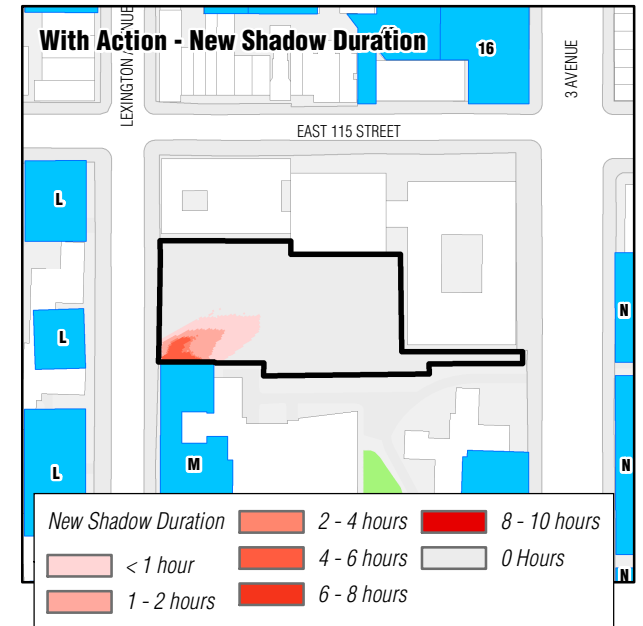 With Action - New Shadow Duration
16
LEXINGTON AVENUE
3 AVENUE
EAST 115 STREET
L
L
N
L
M
N
N
New Shadow Duration
< 1 hour
1 - 2 hours
2 - 4 hours
4 - 6 hours
6 - 8 hours
8 - 10 hours
0 Hours